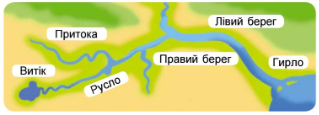 Лівий берег
Притока
Правий берег
Гирло
Витік
Русло